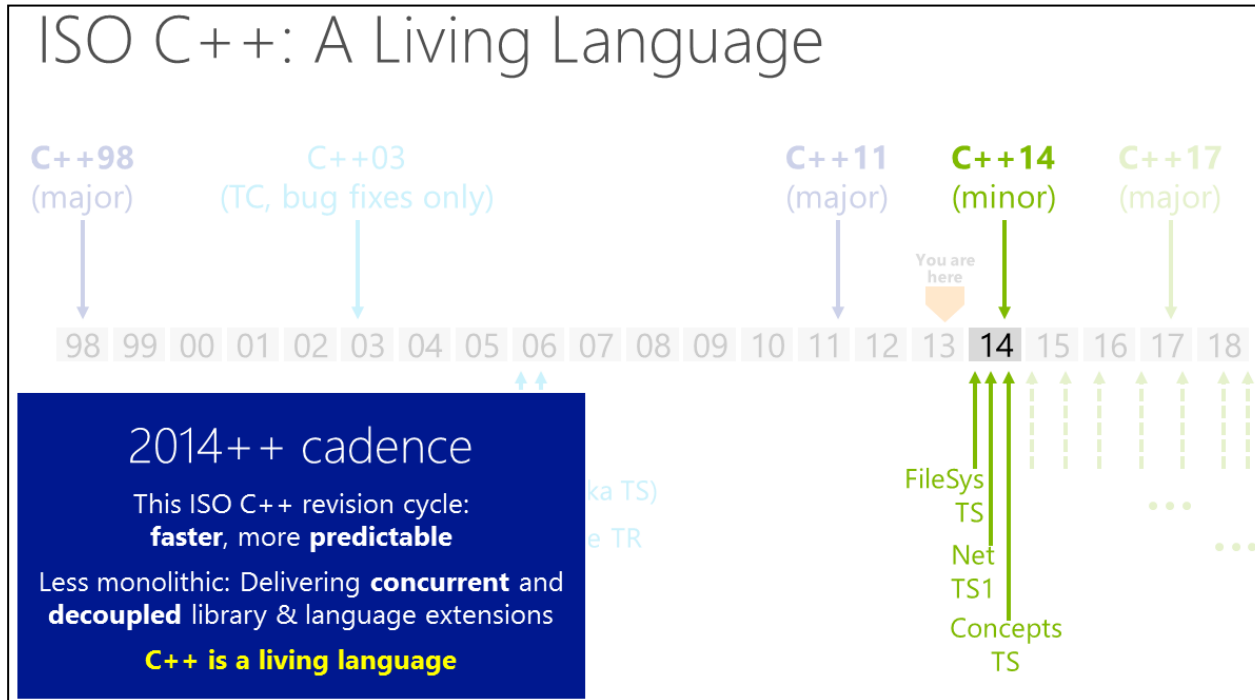 ISO C++: A Living Language
C++98
(major)
C++03
(TC, bug fixes only)
C++11
(major)
C++14
(minor)
C++17
(major)
You are
here
98 99 00 01 02 03 04 05 06 07 08 09 10 11 12 13 14 15 16 17 18
2014++ cadence
This ISO C++ revision cycle:
faster, more predictable
Less monolithic: Delivering concurrent and
decoupled library & language extensions
C++ is a living language
ka TS)
e TR
FileSys
TS
Net
TS1
Concepts
TS
...
...